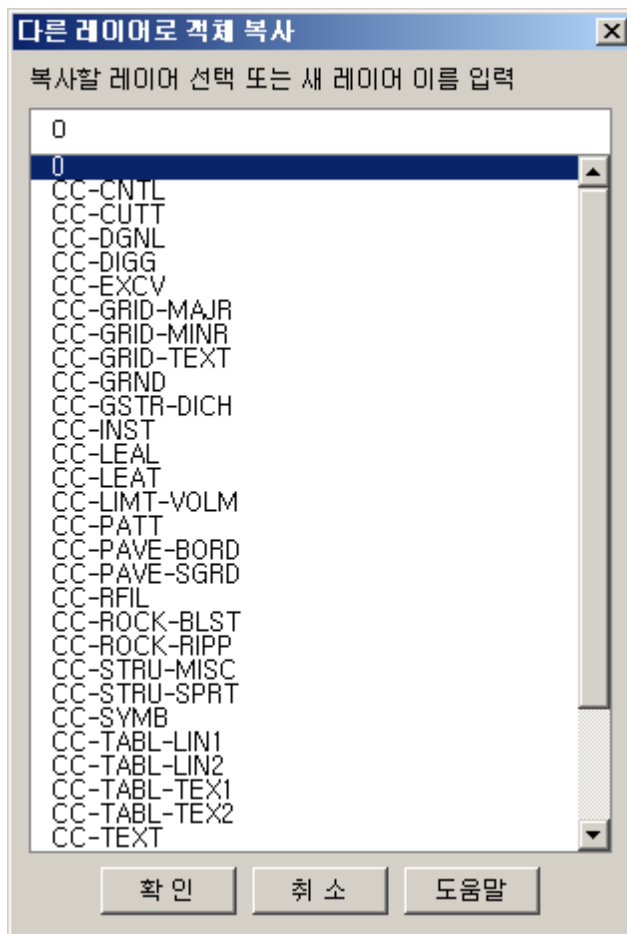 다른 레이어로 객체 복사
복사할 레이어 선택 또는 새 레이어 이름 입력
0
0
CC-CNTL
CC-CUTT
CC-DGNL
CC-DIGG
CC-EXCV
CC-GRID-MAJR
CC-GRID-MINR
CC-GRID-TEXT
CC-GRND
CC-GSTR-DICH
CC-INST
CC-LEAL
CC-LEAT
CC-LIMT-VOLM
CC-PATT
CC-PAVE-BORD
CC-PAVE-SGRD
CC-RFIL
CC-ROCK-BLST
CC-ROCK-RIPP
CC-STRU-MISC
CC-STRU-SPRT
CC-SYMB
CC-TABL-LIN1
CC-TABL-LIN2
CC-TABL-TEX1
CC-TABL-TEX2
CC-TEXT
확 인 취 소 도움말